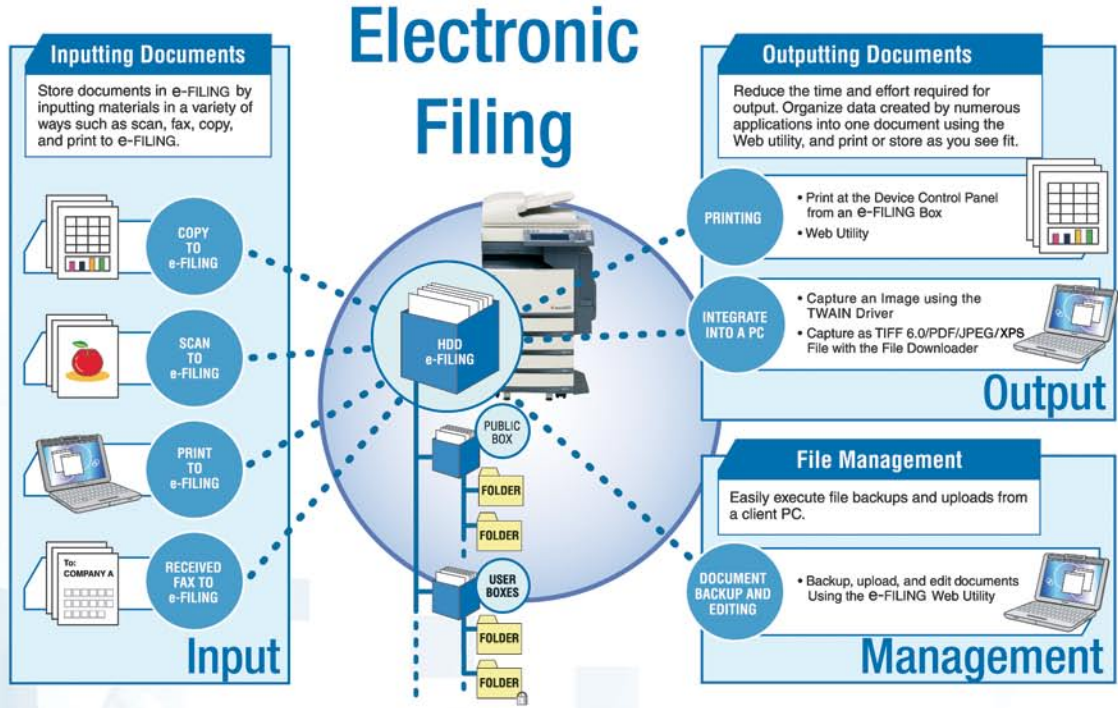 Electronic
Filing
Inputting Documents
Store documents in e-FILING by
inputting materials in a variety of
ways such as scan, fax, copy,
and print to e-FILING.
COPY
TO
e-FILING
SCAN
TO
e-FILING
PRINT
TO
e-FILING
To:
COMPANY A
RECEIVED
FAX TO
e-FILING
Input
HDD
e-FILING
PUBLIC
BOX
FOLDER
FOLDER
USER
BOXES
FOLDER
FOLDER
Outputting Documents
Reduce the time and effort required for
output. Organize data created by numerous
applications into one document using the
Web utility, and print or store as you see fit.
PRINTING
• Print at the Device Control Panel
from an e-FILING Box
• Web Utility
INTEGRATE
INTO A PC
• Capture an Image using the
TWAIN Driver
• Capture as TIFF 6.0/PDF/JPEG/XPS
File with the File Downloader
Output
File Management
Easily execute file backups and uploads from
a client PC.
DOCUMENT
BACKUP AND
EDITING
• Backup, upload, and edit documents
Using the e-FILING Web Utility
Management